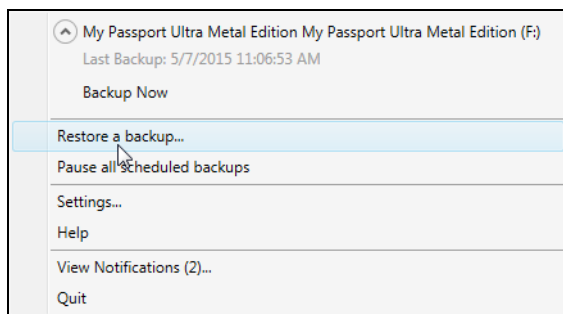 My Passport Ultra Metal Edition My Passport Ultra Metal Edition (F:)
Last Backup: 5/7/2015 11:06:53 AM
Backup Now
Restore a backup...
Pause all scheduled backups
Settings...
Help
View Notifications (2)...
Quit